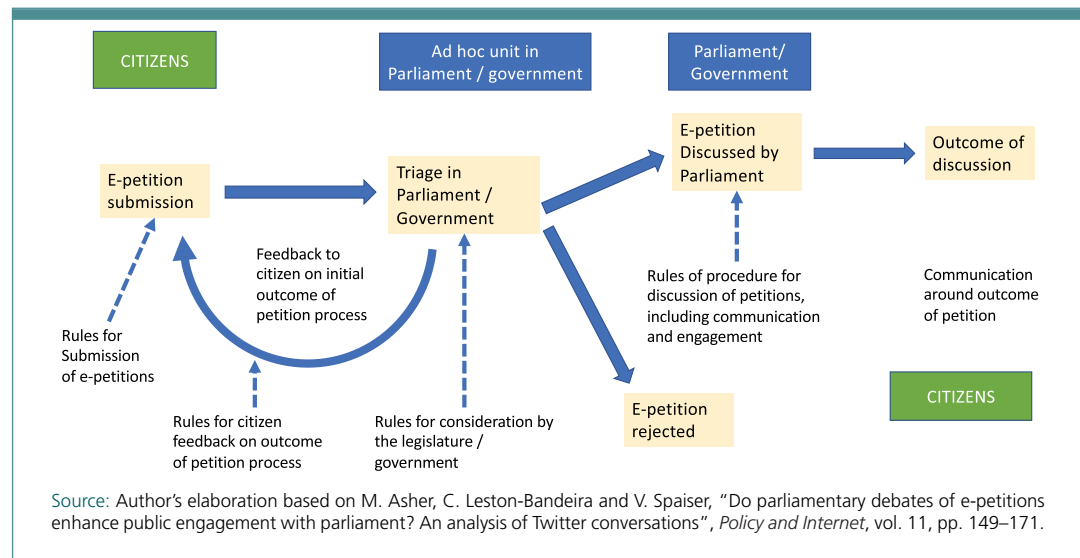 CITIZENS
Ad hoc unit in
Parliament / government
Parliament/
Government
E-petition
submission
Triage in
Parliament /
Government
E-petition
Discussed by
Parliament
Outcome of
discussion
Feedback to
citizen on initial
outcome of
petition process
Rules for
Submission
of e-petitions
Rules for citizen
feedback on outcome
of petition process
Rules for consideration by
the legislature /
government
Rules of procedure for
discussion of petitions,
including communication
and engagement
Communication
around outcome
of petition
E-petition
rejected
CITIZENS
Source: Author’s elaboration based on M. Asher, C. Leston-Bandeira and V. Spaiser, “Do parliamentary debates of e-petitions
enhance public engagement with parliament? An analysis of Twitter conversations”, Policy and Internet, vol. 11, pp. 149–171.